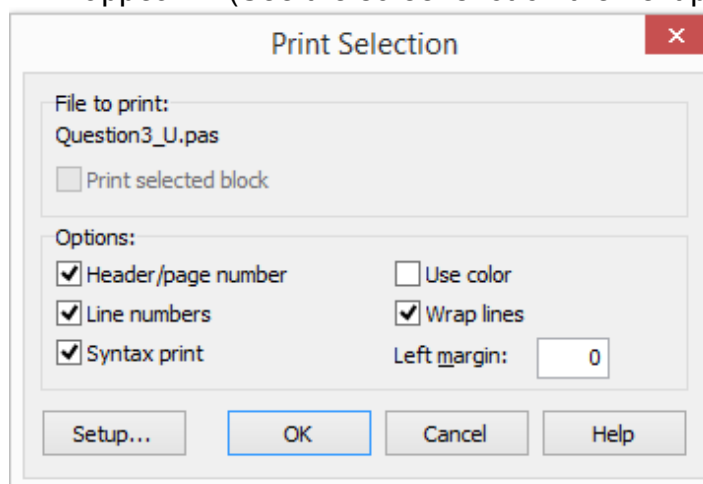 Print Selection
File to print:
Question3_U.pas
Print selected block
Options:
Header/page number
Use color
Line numbers
Wrap lines
Syntax print
Left margin: 0
Setup... OK Cancel Help